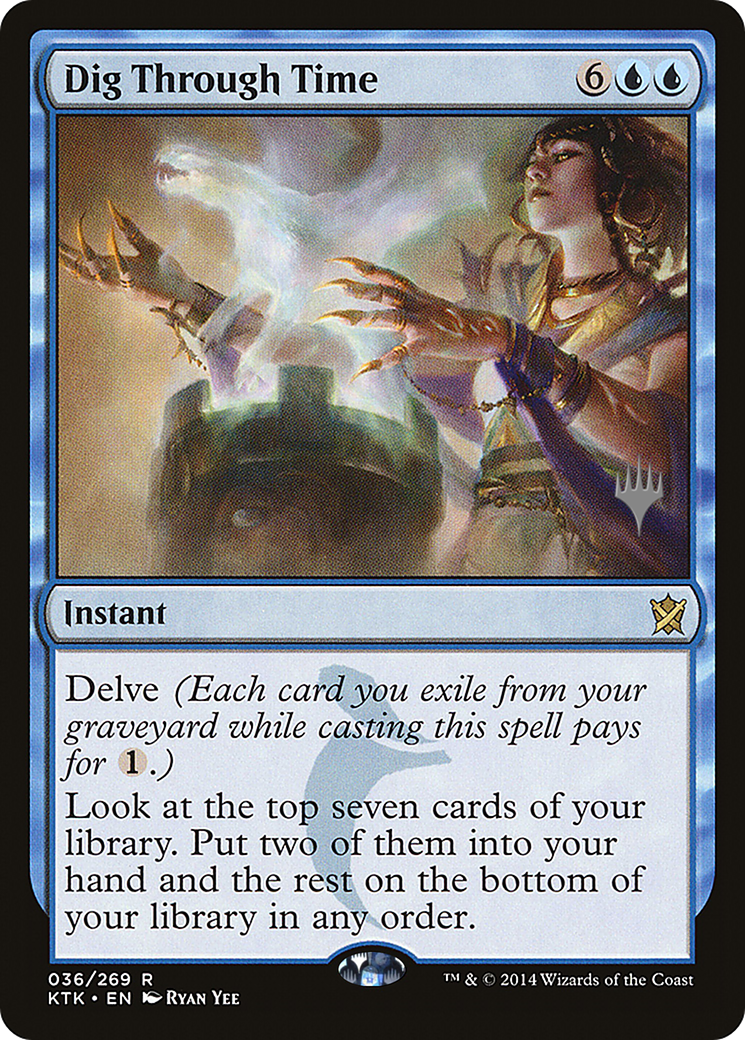 Dig Through Time 6
Instant
Delve (Each card you exile from your
graveyard while casting this spell pays
for 1.)
Look at the top seven cards of your
library. Put two of them into your
hand and the rest on the bottom of
your library in any order.
036/269 R
KTK • EN Ryan Yee
™ & © 2014 Wizards of the Coast